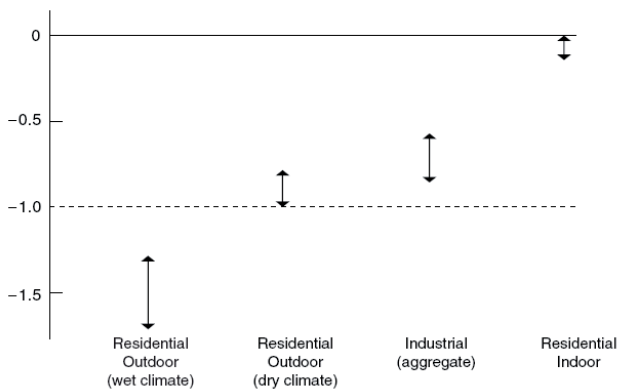 0
−0.5
−1.0
−1.5
Residential
Outdoor
(wet climate)
Residential
Outdoor
(dry climate)
Industrial
(aggregate)
Residential
Indoor